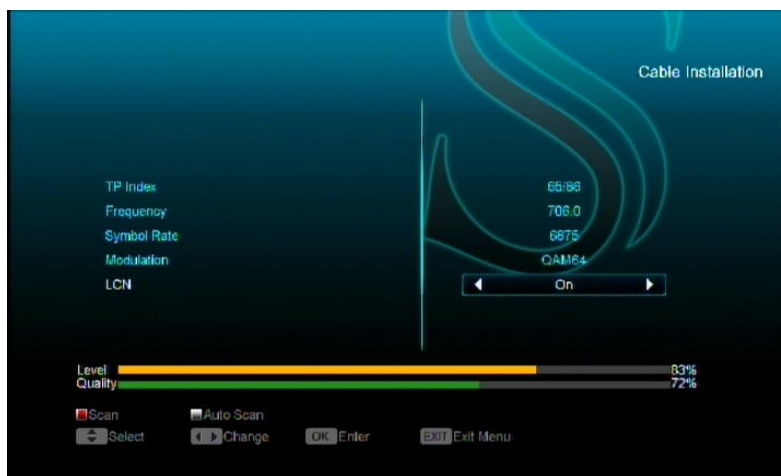 Cable Installation
TP Index 65/86
Frequency 706.0
Symbol Rate 6875
Modulation QAM64
LCN On
Level 83%
Quality 72%
Scan Auto Scan
Select Change OK Enter EXIT Exit Menu